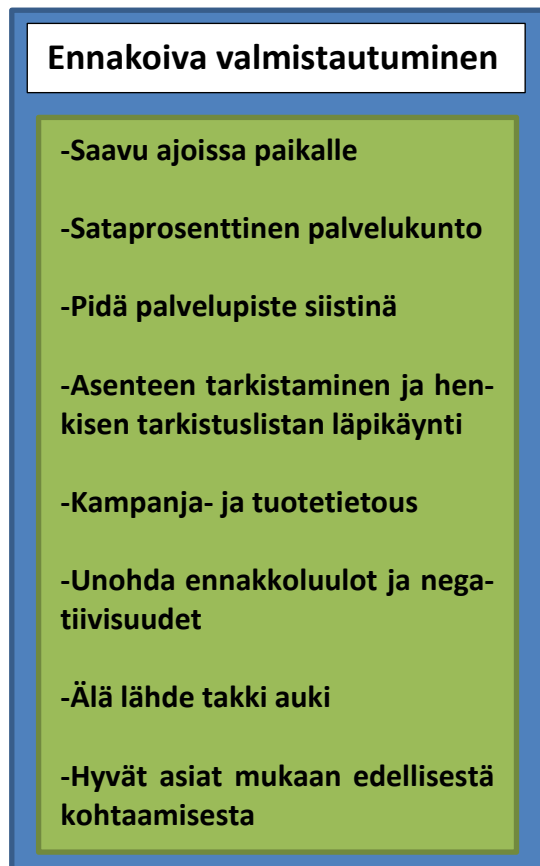 Ennakoiva valmistautuminen
-Saavu ajoissa paikalle
-Sataprosenttinen palvelukunto
-Pidä palvelupiste siistinä
-Asenteen tarkistaminen ja hen-
kisen tarkistuslistan läpikäynti
-Kampanja- ja tuotetietous
-Unohda ennakkoluulot ja nega-
tiivisuudet
-Älä lähde takki auki
-Hyvät asiat mukaan edellisestä
kohtaamisesta